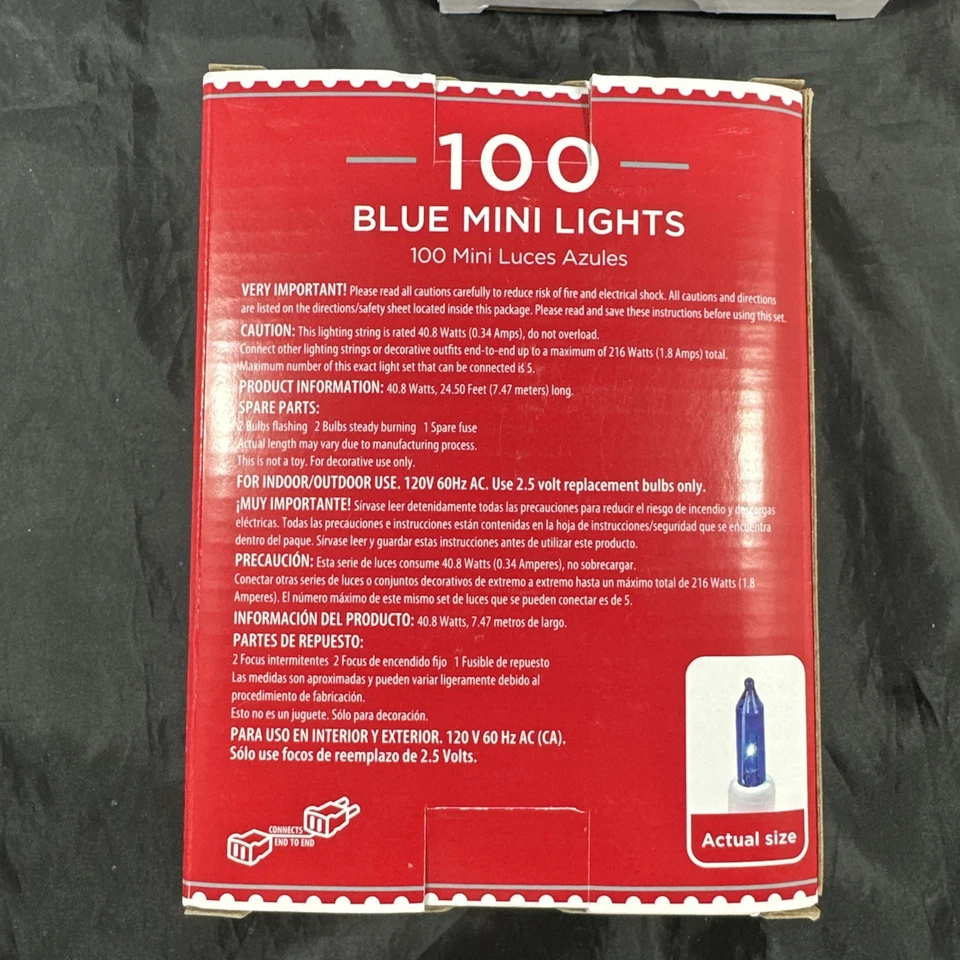 100
BLUE MINI LIGHTS
100 Mini Luces Azules
VERY IMPORTANT! Please read all cautions carefully to reduce risk of fire and electrical shock. All cautions and directions
are listed on the directions/safety sheet located inside this package. Please read and save these instructions before using this set.
CAUTION: This lighting string is rated 40.8 Watts (0.34 Amps), do not overload.
Connect other lighting strings or decorative outfits end-to-end up to a maximum of 216 Watts (1.8 Amps) total.
Maximum number of this exact light set that can be connected is 5.
PRODUCT INFORMATION: 40.8 Watts, 24.50 Feet (7.47 meters) long.
SPARE PARTS:
2 Bulbs flashing 2 Bulbs steady burning 1 Spare fuse
Actual length may vary due to manufacturing process.
This is not a toy. For decorative use only.
FOR INDOOR/OUTDOOR USE. 120V 60Hz AC. Use 2.5 volt replacement bulbs only.
¡MUY IMPORTANTE! Sírvase leer detenidamente todas las precauciones para reducir el riesgo de incendio y descargas
eléctricas. Todas las precauciones e instrucciones están contenidas en la hoja de instrucciones/seguridad que se encuentra
dentro del paque. Sírvase leer y guardar estas instrucciones antes de utilizar este producto.
PRECAUCIÓN: Esta serie de luces consume 40.8 Watts (0.34 Amperes), no sobrecargar.
Conectar otras series de luces o conjuntos decorativos de extremo a extremo hasta un máximo total de 216 Watts (1.8
Amperes). El número máximo de este mismo set de luces que se pueden conectar es de 5.
INFORMACIÓN DEL PRODUCTO: 40.8 Watts, 7.47 metros de largo.
PARTES DE REPUESTO:
2 Focus intermitentes 2 Focus de encendido fijo 1 Fusible de repuesto
Las medidas son aproximadas y pueden variar ligeramente debido al
procedimiento de fabricación.
Esto no es un juguete. Sólo para decoración.
PARA USO EN INTERIOR Y EXTERIOR. 120 V 60 Hz AC (CA).
Sólo use focos de reemplazo de 2.5 Volts.
CONNECTS
END TO END
Actual size